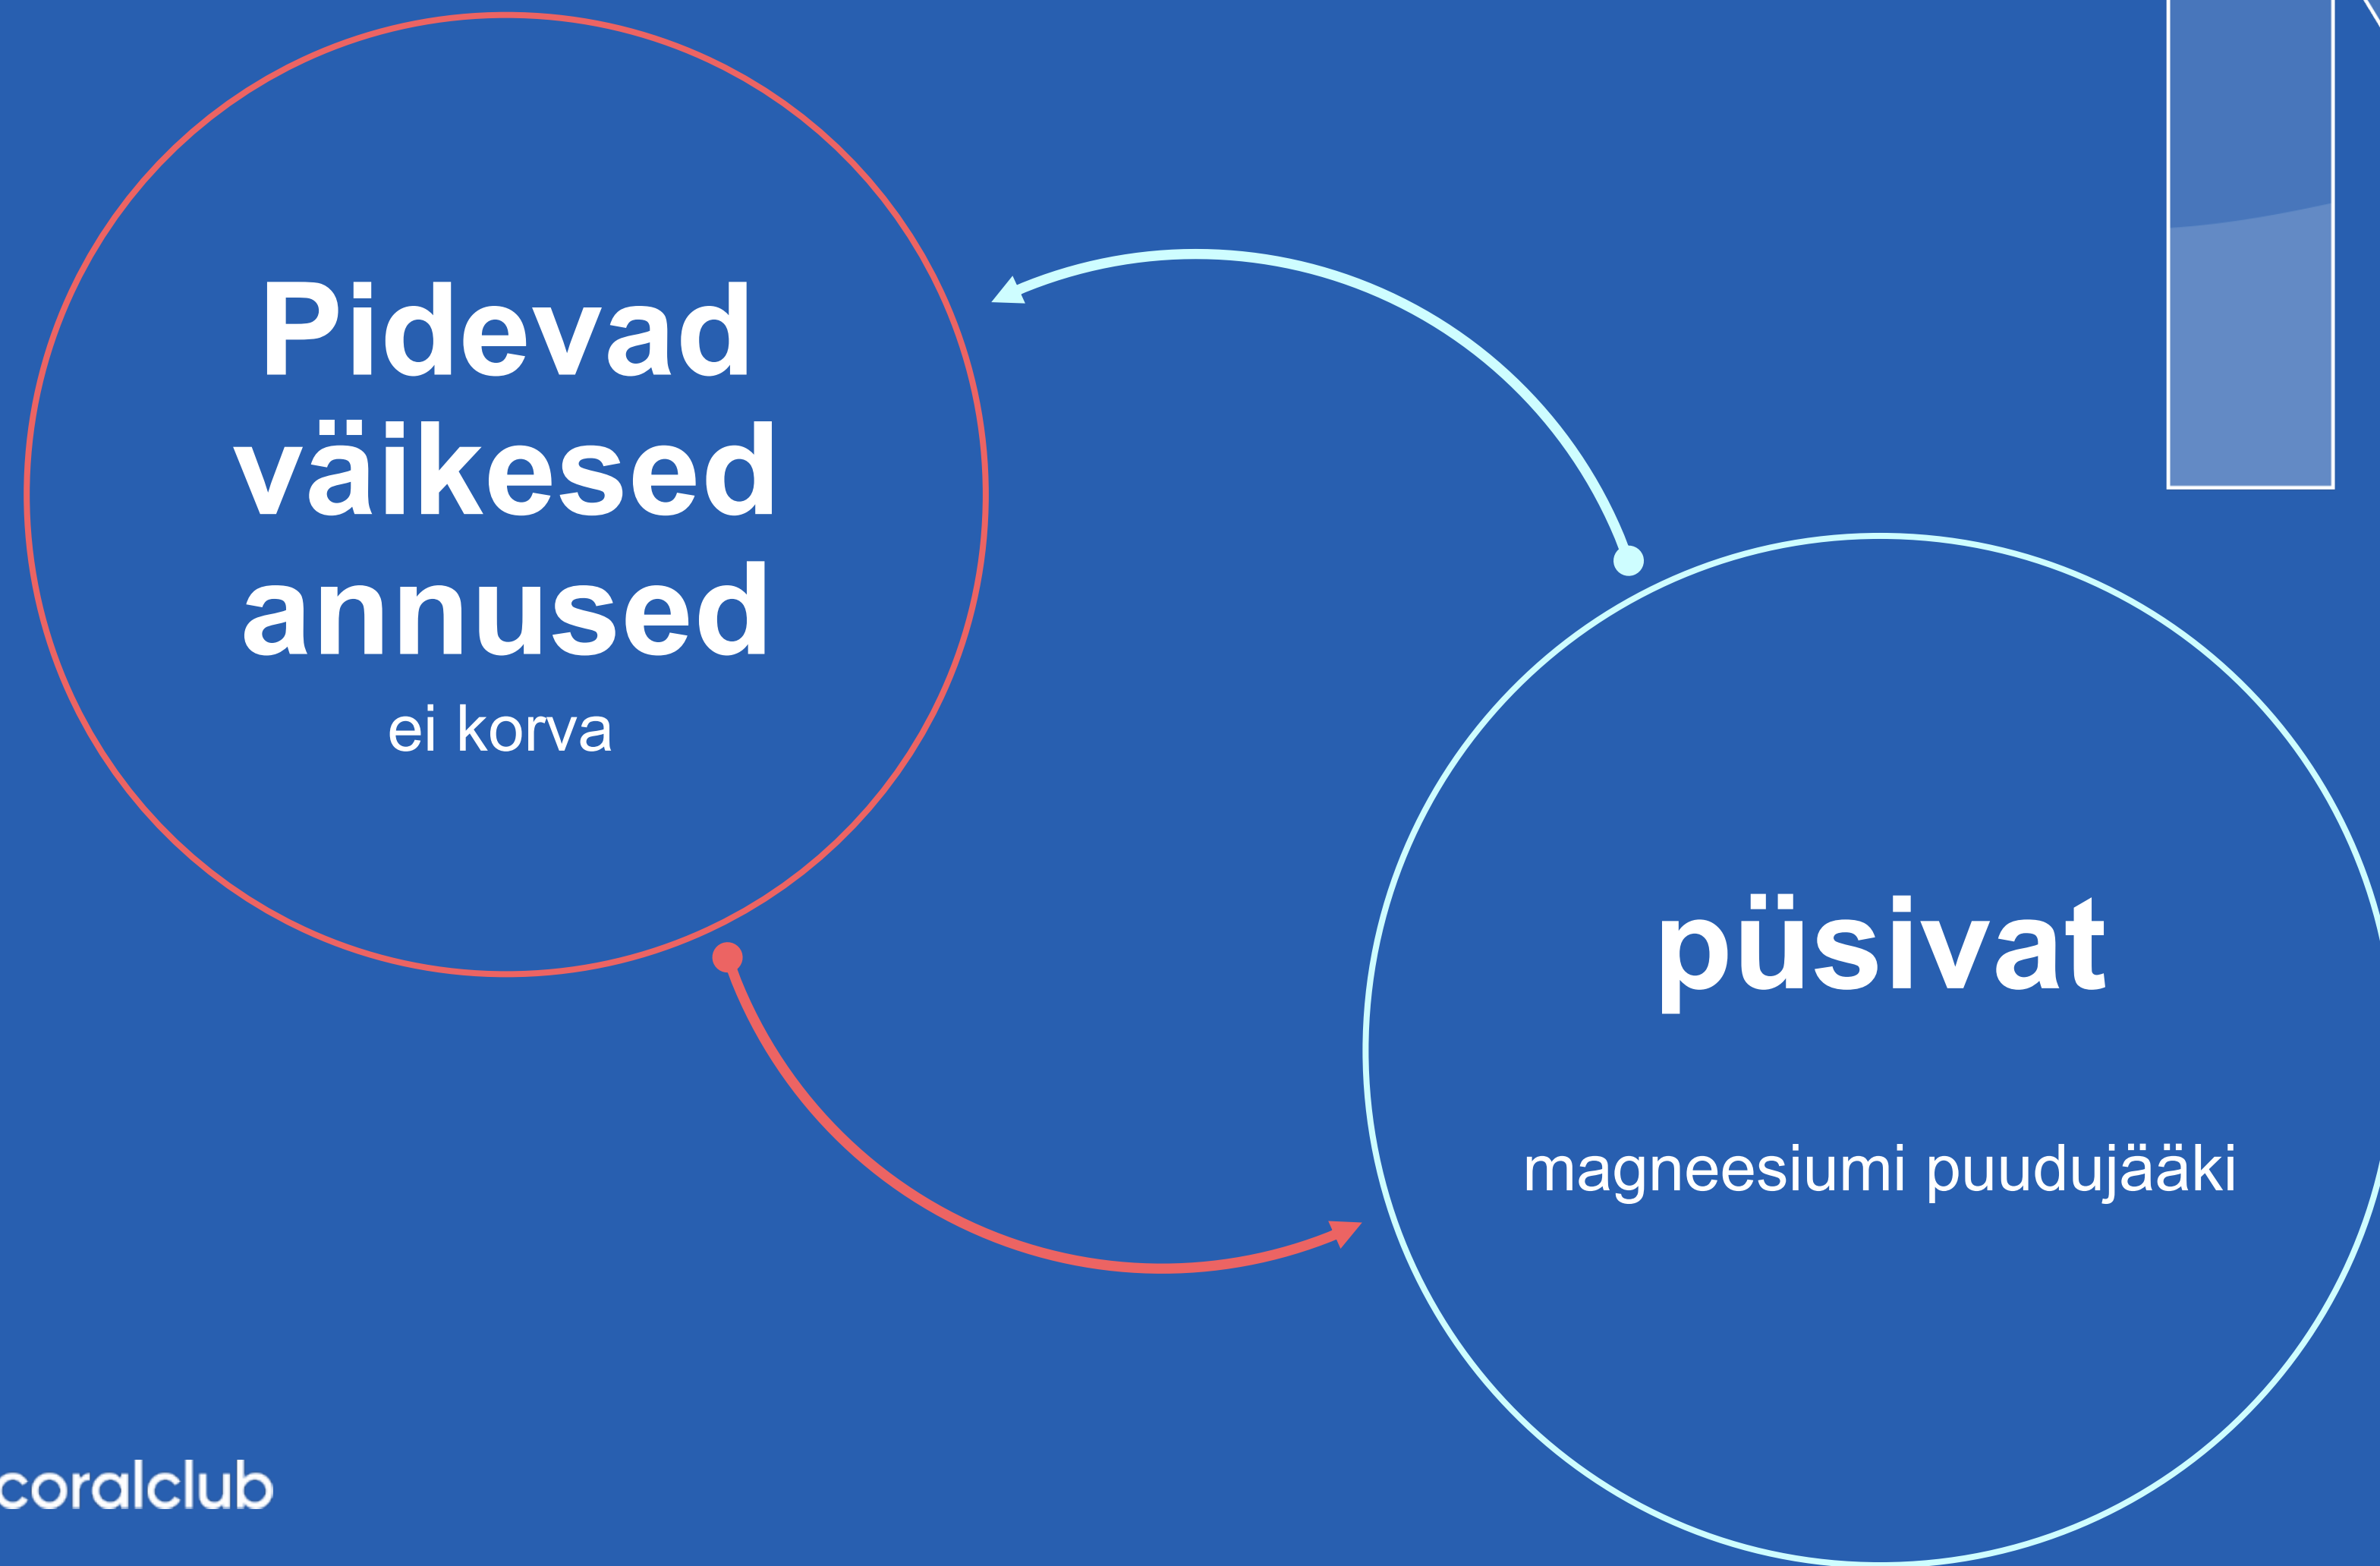 Pidevad
väikesed
annused
ei korva
püsivat
magneesiumi puudujääki
coralclub